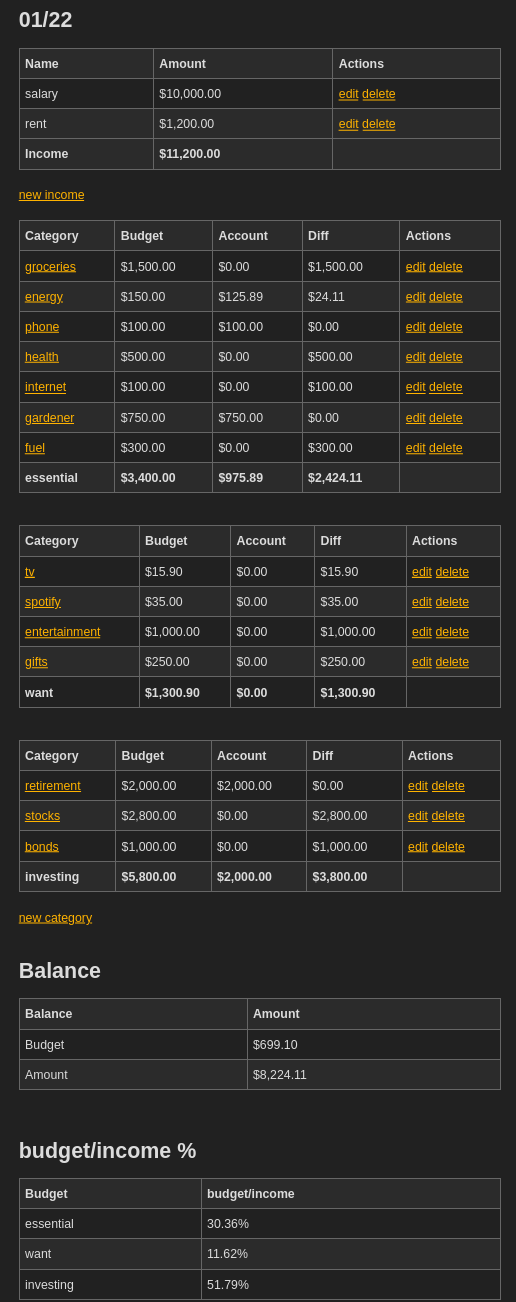 01/22
Name Amount Actions
salary $10,000.00 edit delete
rent $1,200.00 edit delete
Income $11,200.00
new income
Category Budget Account Diff Actions
groceries $1,500.00 $0.00 $1,500.00 edit delete
energy $150.00 $125.89 $24.11 edit delete
phone $100.00 $100.00 $0.00 edit delete
health $500.00 $0.00 $500.00 edit delete
internet $100.00 $0.00 $100.00 edit delete
gardener $750.00 $750.00 $0.00 edit delete
fuel $300.00 $0.00 $300.00 edit delete
essential $3,400.00 $975.89 $2,424.11
Category Budget Account Diff Actions
tv $15.90 $0.00 $15.90 edit delete
spotify $35.00 $0.00 $35.00 edit delete
entertainment $1,000.00 $0.00 $1,000.00 edit delete
gifts $250.00 $0.00 $250.00 edit delete
want $1,300.90 $0.00 $1,300.90
Category Budget Account Diff Actions
retirement $2,000.00 $2,000.00 $0.00 edit delete
stocks $2,800.00 $0.00 $2,800.00 edit delete
bonds $1,000.00 $0.00 $1,000.00 edit delete
investing $5,800.00 $2,000.00 $3,800.00
new category
Balance
Balance Amount
Budget $699.10
Amount $8,224.11
budget/income %
Budget budget/income
essential 30.36%
want 11.62%
investing 51.79%